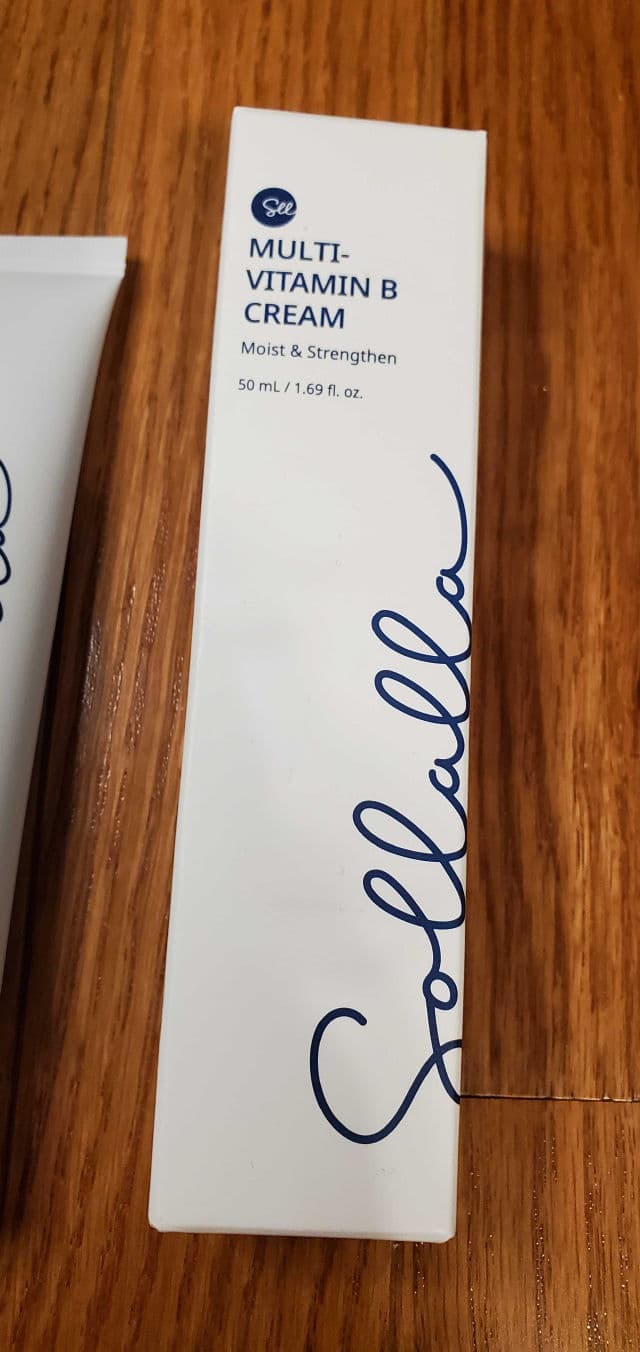 Sll
MULTI-
VITAMIN B
CREAM
Moist & Strengthen
50 mL / 1.69 fl. oz.
Sollalla